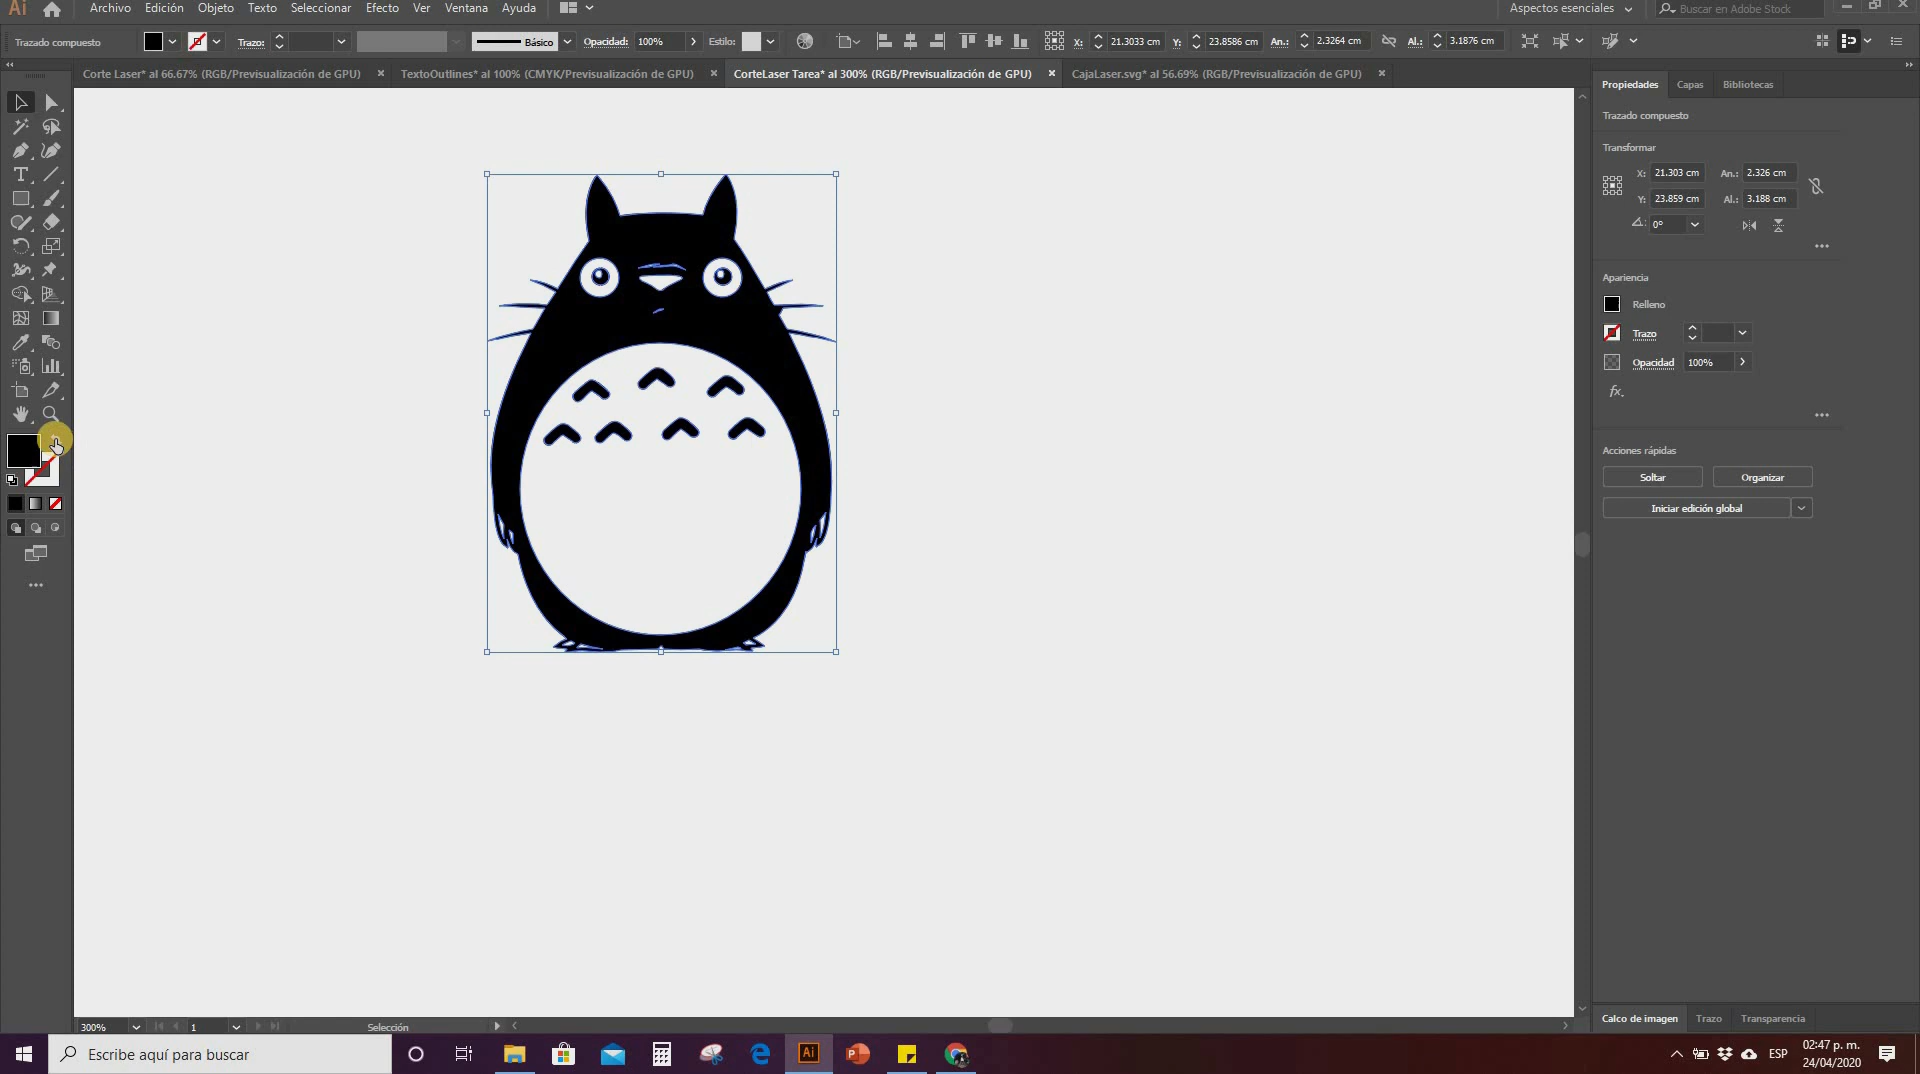 Ai Archivo Edición Objeto Texto Seleccionar Efecto Ver Ventana Ayuda Aspectos esenciales Buscar en Adobe Stock
Trazado compuesto Trazo: Básico Opacidad: 100% Estilo: X: 21.3033 cm Y: 23.8586 cm An.: 2.3264 cm Al.: 3.1876 cm
Corte Laser* al 66.67% (RGB/Previsualización de GPU) × TextoOutlines* al 100% (CMYK/Previsualización de GPU) × CorteLaser Tarea* al 300% (RGB/Previsualización de GPU) × CajaLaser.svg* al 56.69% (RGB/Previsualización de GPU) ×
Propiedades Capas Bibliotecas
Trazado compuesto
Transformar
X: 21.303 cm An.: 2.326 cm
Y: 23.859 cm Al.: 3.188 cm
0°
Apariencia
Relleno
Trazo
Opacidad 100%
fx.
Acciones rápidas
Soltar Organizar
Iniciar edición global
Calco de imagen Trazo Transparencia
300% 1 Selección
Escribe aquí para buscar
Ai
ESP
02:47 p. m.
24/04/2020